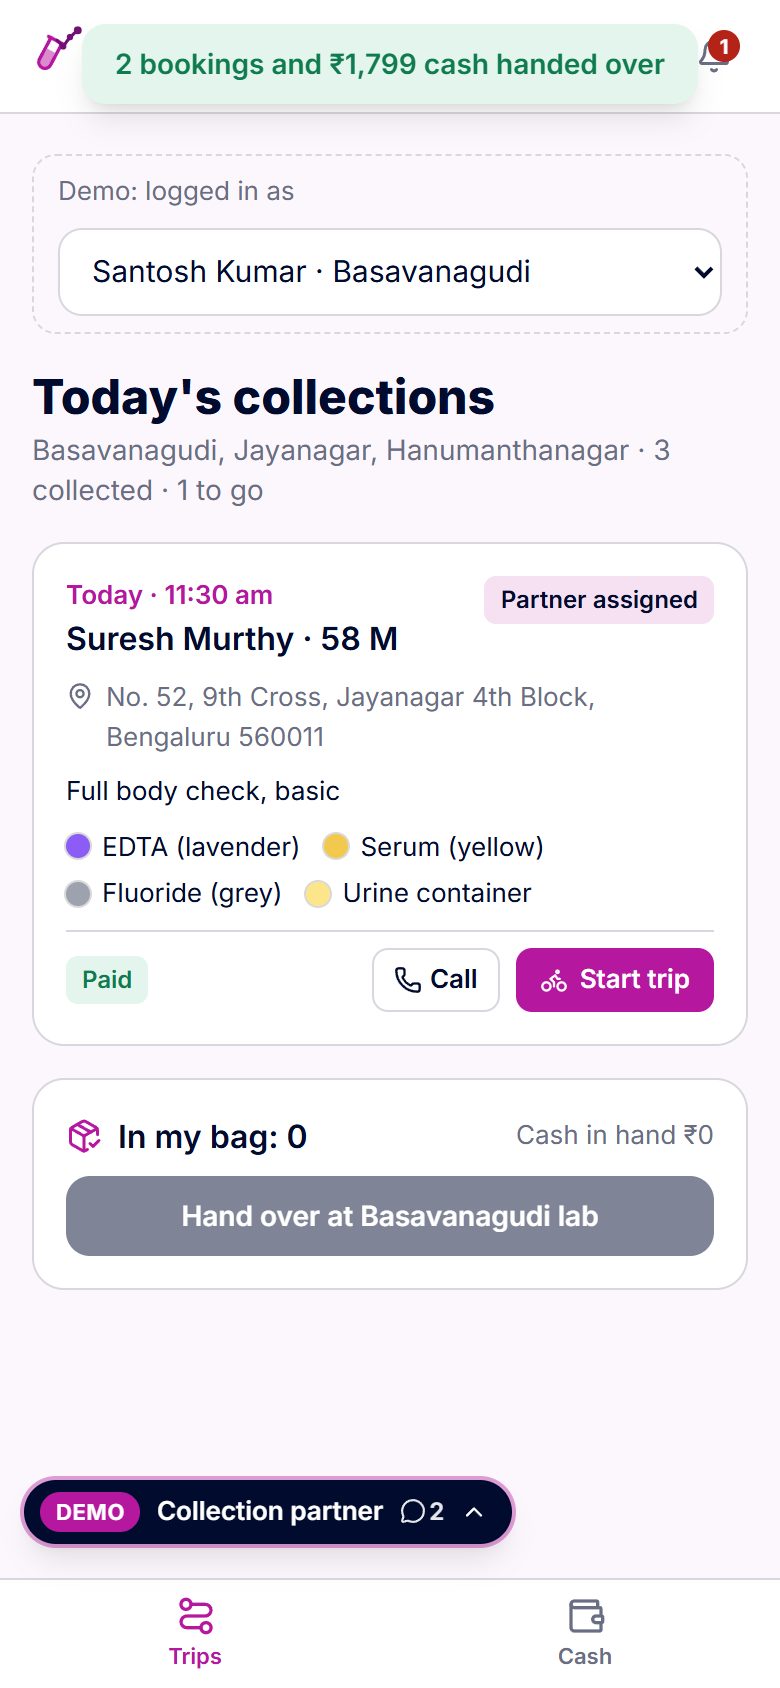 2 bookings and ₹1,799 cash handed over
1
Demo: logged in as
Santosh Kumar · Basavanagudi
Today's collections
Basavanagudi, Jayanagar, Hanumanthanagar · 3
collected · 1 to go
Today · 11:30 am
Partner assigned
Suresh Murthy · 58 M
No. 52, 9th Cross, Jayanagar 4th Block,
Bengaluru 560011
Full body check, basic
EDTA (lavender) Serum (yellow)
Fluoride (grey) Urine container
Paid
Call
Start trip
In my bag: 0
Cash in hand ₹0
Hand over at Basavanagudi lab
DEMO Collection partner 2
Trips
Cash